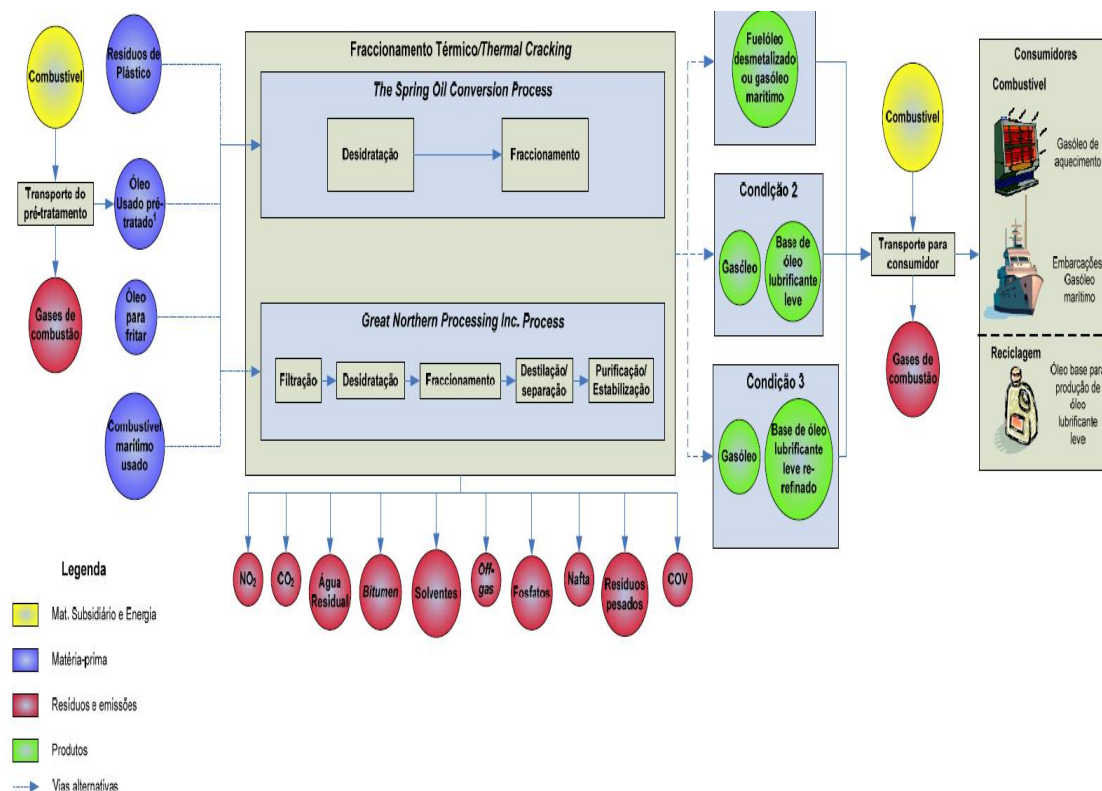 Combustível
Transporte do
pré-tratamento
Gases de
combustão
Resíduos de
Plástico
Óleo
Usado pré-
tratado¹
Óleo
para
fritar
Combustível
marítimo
usado
Fraccionamento Térmico/Thermal Cracking
The Spring Oil Conversion Process
Desidratação
Fraccionamento
Great Northern Processing Inc. Process
Filtração
Desidratação
Fraccionamento
Destilação/
separação
Purificação/
Estabilização
NO₂
CO₂
Água
Residual
Bitumen
Solventes
Off-
gas
Fosfatos
Nafta
Resíduos
pesados
COV
Fuelóleo
desmetalizado
ou gasóleo
marítimo
Condição 2
Gasóleo
Base de
óleo
lubrificante
leve
Condição 3
Gasóleo
Base de óleo
lubrificante
leve re-
refinado
Combustível
Transporte para
consumidor
Gases de
combustão
Consumidores
Combustível
Gasóleo de
aquecimento
Embarcações
Gasóleo
marítimo
Reciclagem
Óleo base para
produção de
óleo
lubrificante
leve
Legenda
Mat. Subsidiário e Energia
Matéria-prima
Resíduos e emissões
Produtos
Vias alternativas